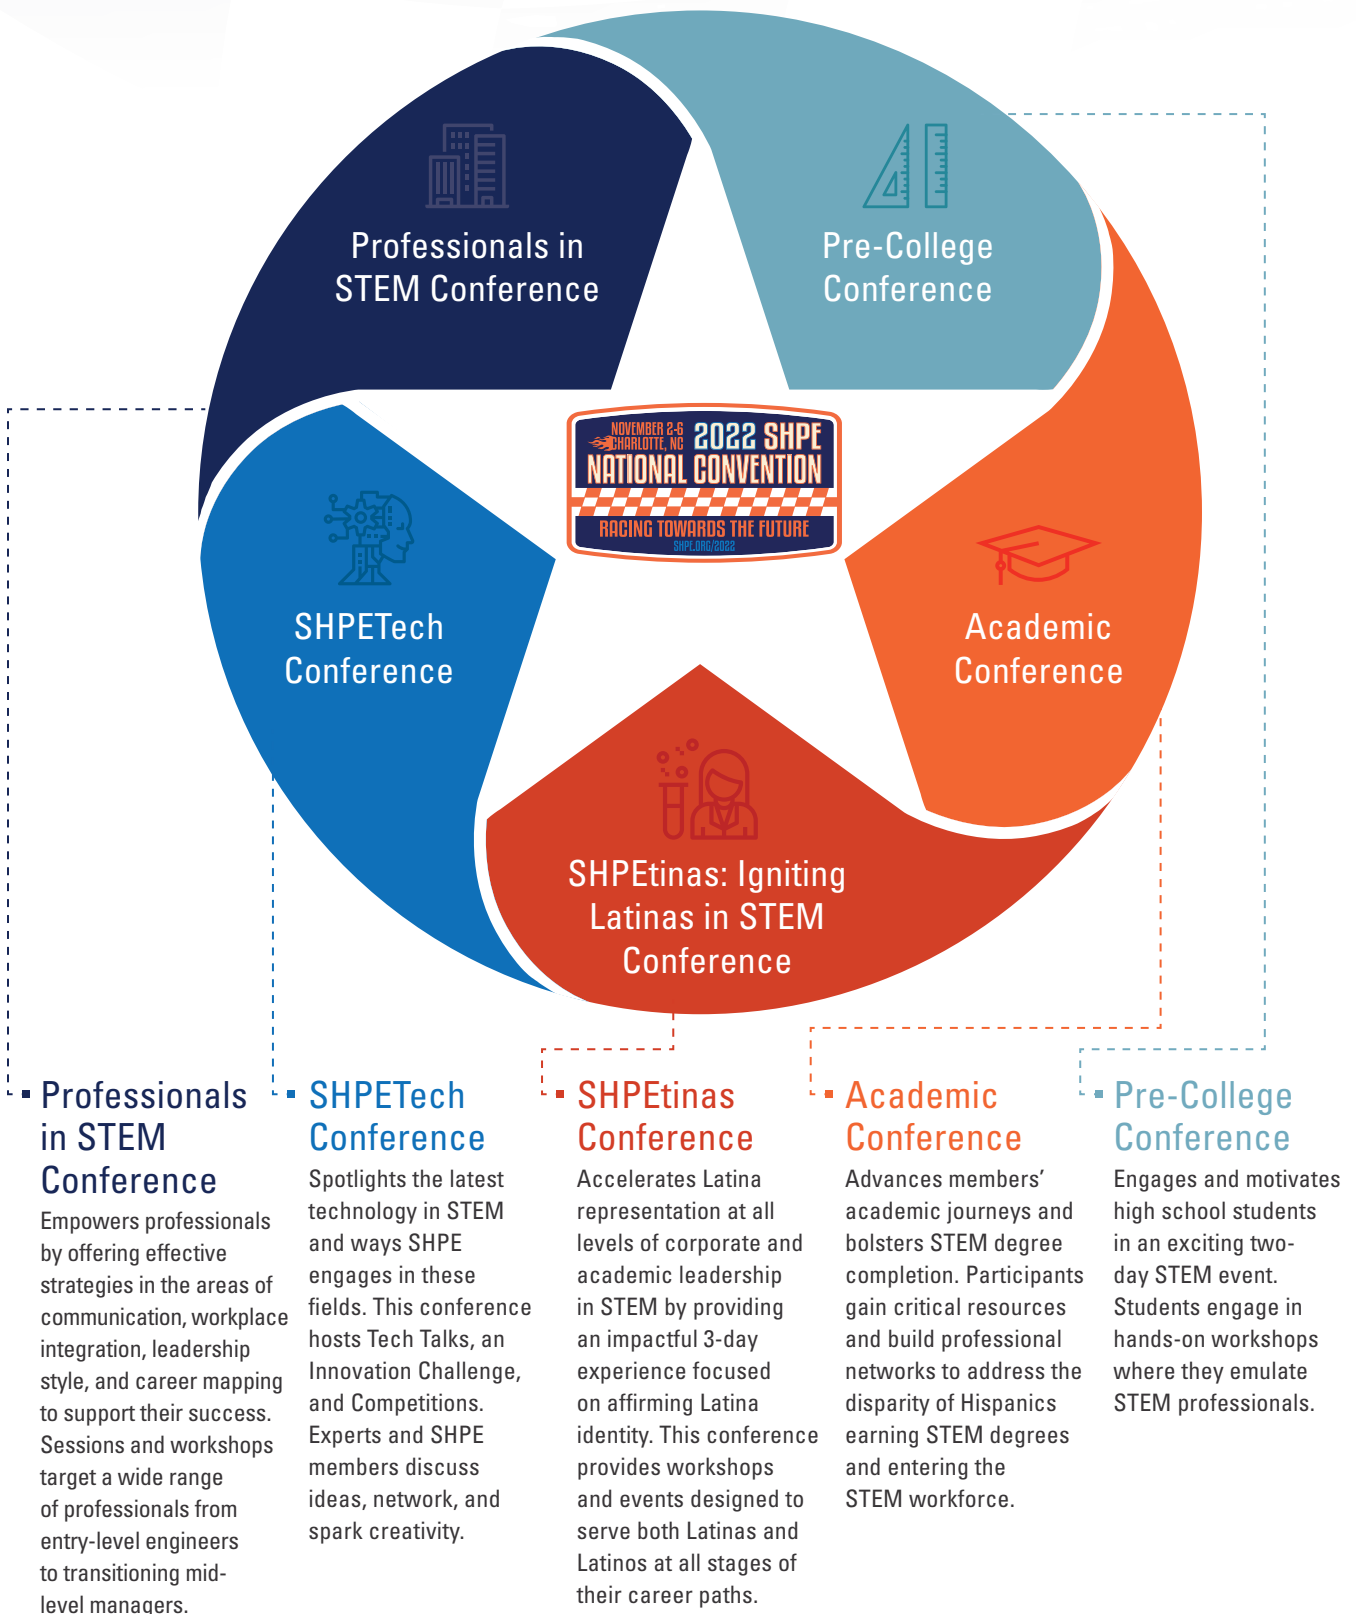 Professionals in
STEM Conference
Pre-College
Conference
NOVEMBER 2-6
CHARLOTTE, NC
2022 SHPE
NATIONAL CONVENTION
RACING TOWARDS THE FUTURE
SHPE.ORG/2022
SHPETech
Conference
Academic
Conference
SHPEtinas: Igniting
Latinas in STEM
Conference
Professionals
in STEM
Conference
Empowers professionals
by offering effective
strategies in the areas of
communication, workplace
integration, leadership
style, and career mapping
to support their success.
Sessions and workshops
target a wide range
of professionals from
entry-level engineers
to transitioning mid-
level managers.
SHPETech
Conference
Spotlights the latest
technology in STEM
and ways SHPE
engages in these
fields. This conference
hosts Tech Talks, an
Innovation Challenge,
and Competitions.
Experts and SHPE
members discuss
ideas, network, and
spark creativity.
SHPEtinas
Conference
Accelerates Latina
representation at all
levels of corporate and
academic leadership
in STEM by providing
an impactful 3-day
experience focused
on affirming Latina
identity. This conference
provides workshops
and events designed to
serve both Latinas and
Latinos at all stages of
their career paths.
Academic
Conference
Advances members’
academic journeys and
bolsters STEM degree
completion. Participants
gain critical resources
and build professional
networks to address the
disparity of Hispanics
earning STEM degrees
and entering the
STEM workforce.
Pre-College
Conference
Engages and motivates
high school students
in an exciting two-
day STEM event.
Students engage in
hands-on workshops
where they emulate
STEM professionals.